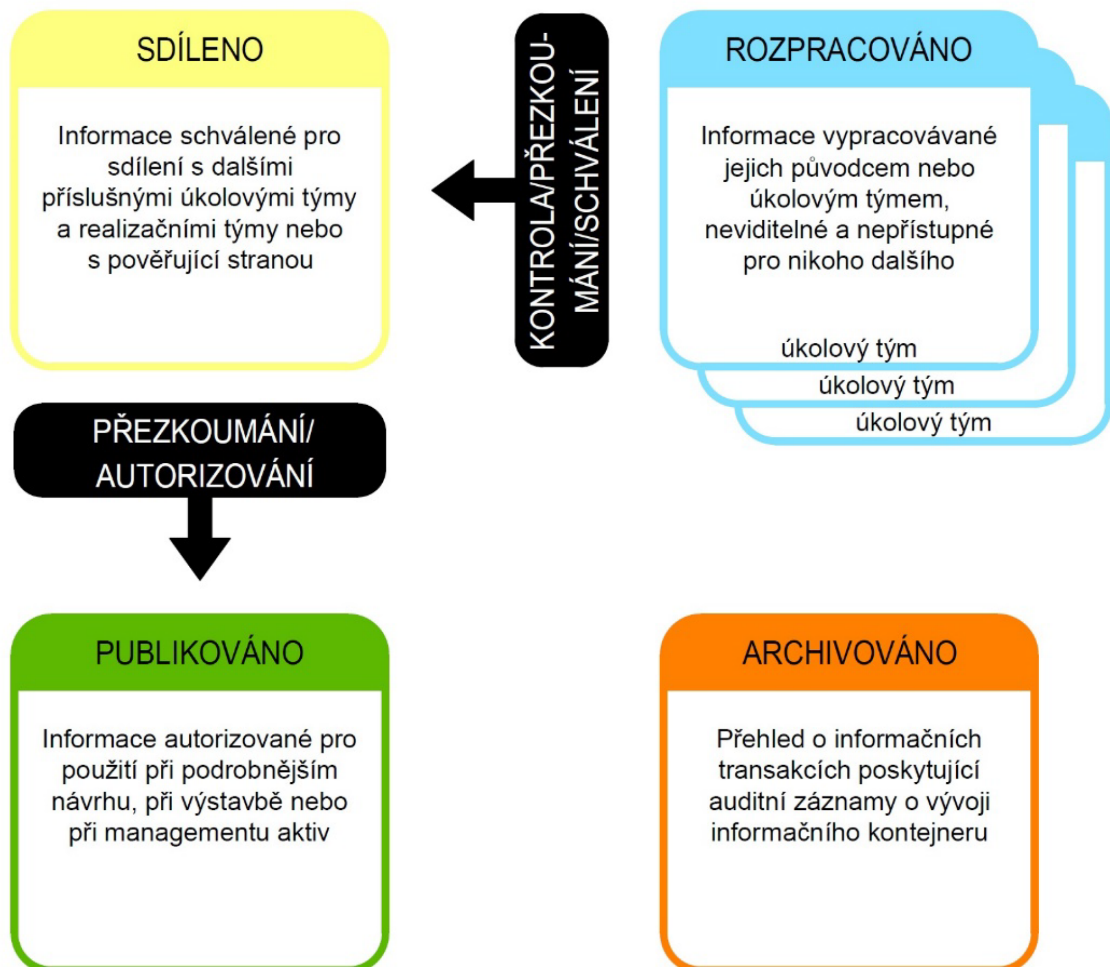 SDÍLENO
Informace schválené pro
sdílení s dalšími
příslušnými úkolovými týmy
a realizačními týmy nebo
s pověřující stranou
KONTROLA/PŘEZKOU-
MÁNÍ/SCHVÁLENÍ
ROZPRACOVÁNO
Informace vypracovávané
jejich původcem nebo
úkolovým týmem,
neviditelné a nepřístupné
pro nikoho dalšího
úkolový tým
úkolový tým
úkolový tým
PŘEZKOUMÁNÍ/
AUTORIZOVÁNÍ
PUBLIKOVÁNO
Informace autorizované pro
použití při podrobnějším
návrhu, při výstavbě nebo
při managementu aktiv
ARCHIVOVÁNO
Přehled o informačních
transakcích poskytující
auditní záznamy o vývoji
informačního kontejneru